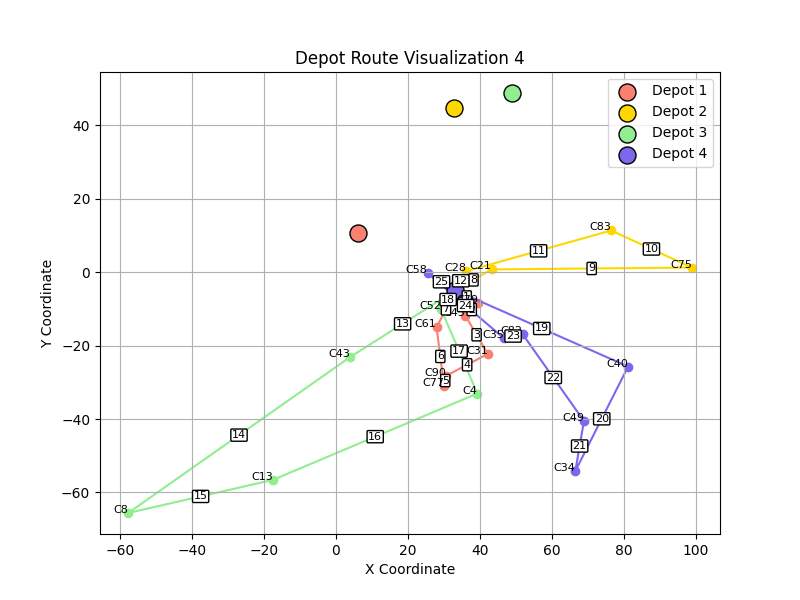 Depot Route Visualization 4
Depot 1
Depot 2
Depot 3
Depot 4
Y Coordinate
40
20
0
−20
−40
−60
−60
−40
−20
0
20
40
60
80
100
X Coordinate
C83
11
10
C75
9
C21
C28
C58
25
12
8
18
24
C52
7
C61
13
19
3
C35
23
C43
17
C31
6
4
C90
5
C77
C4
C40
22
C49
20
21
C34
14
16
C13
15
C8